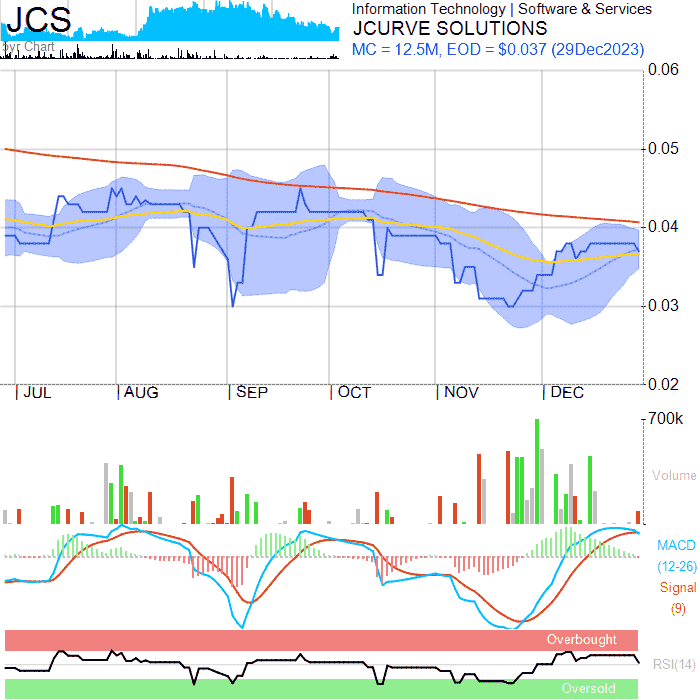 JCS
5yr Chart
Information Technology | Software & Services
JCURVE SOLUTIONS
MC = 12.5M, EOD = $0.037 (29Dec2023)
0.06
0.05
0.04
0.03
0.02
| JUL | AUG | SEP | OCT | NOV | DEC
700k
Volume
MACD
(12-26)
Signal
(9)
Overbought
RSI(14)
Oversold